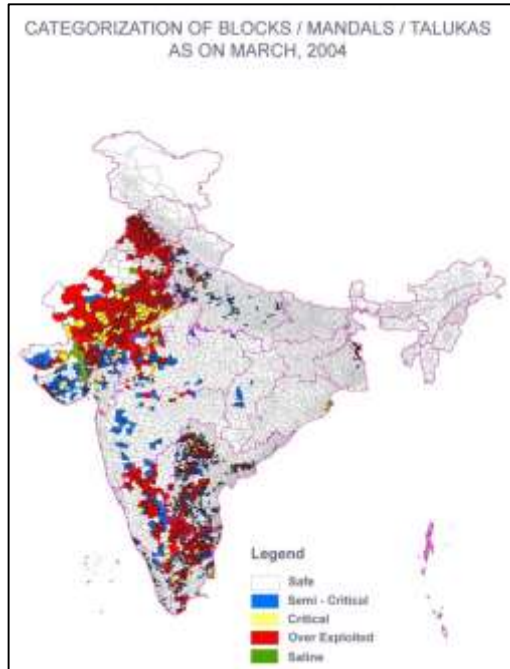 CATEGORIZATION OF BLOCKS / MANDALS / TALUKAS
AS ON MARCH, 2004
Legend
Safe
Semi - Critical
Critical
Over Exploited
Saline